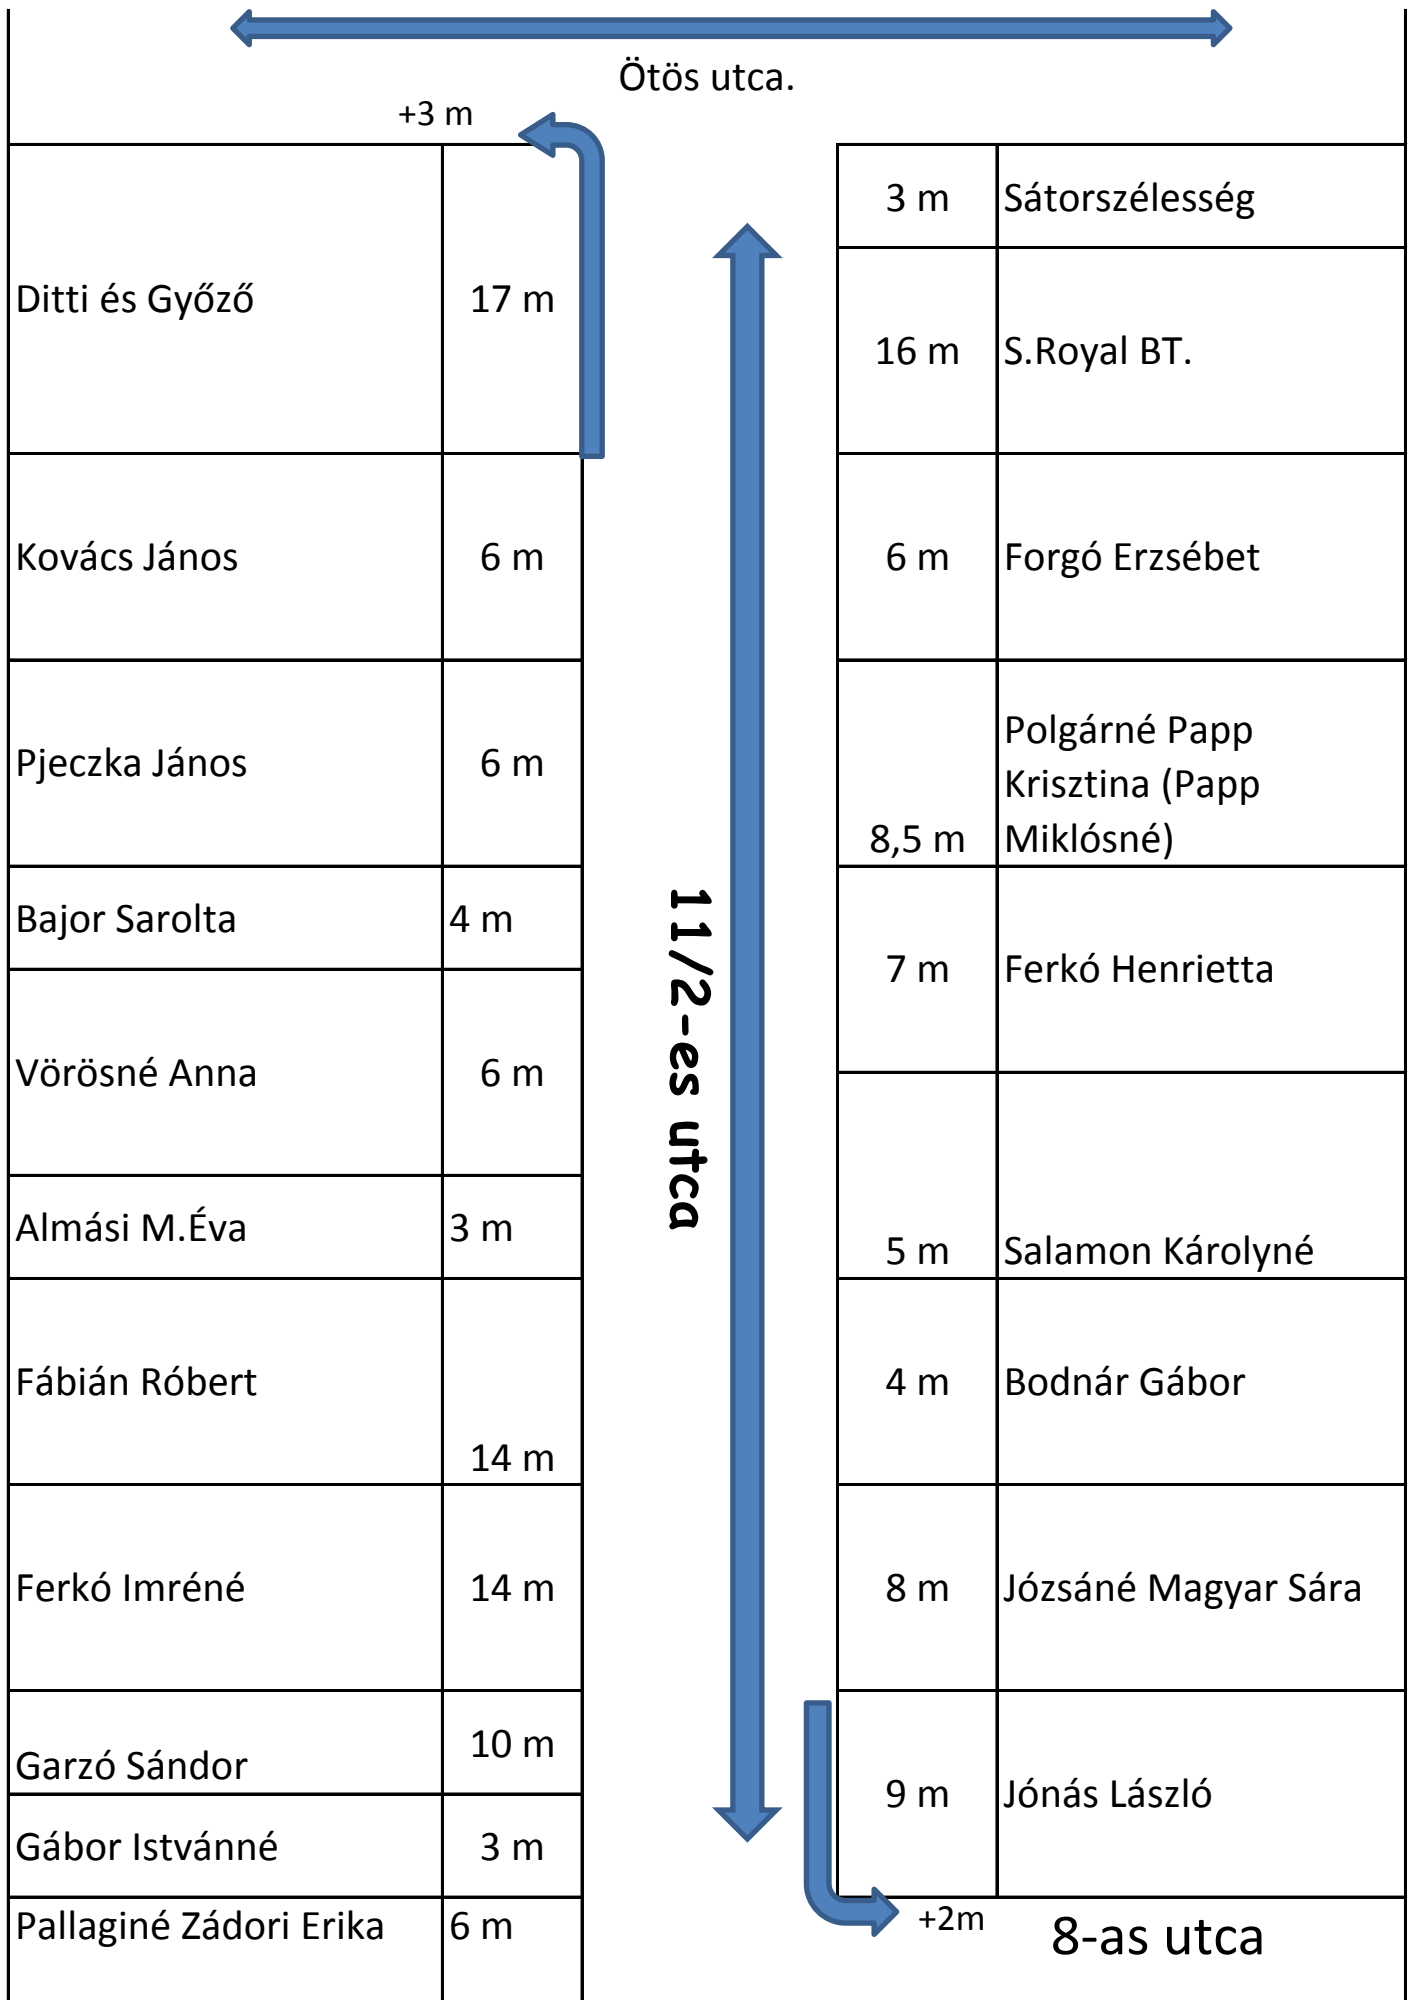 Ötös utca.
+3 m
Ditti és Győző 17 m
Kovács János 6 m
Pjeczka János 6 m
Bajor Sarolta 4 m
Vörösné Anna 6 m
Almási M.Éva 3 m
Fábián Róbert
14 m
Ferkó Imréné 14 m
Garzó Sándor 10 m
Gábor Istvánné 3 m
Pallaginé Zádori Erika 6 m
11/2-es utca
3 m Sátorszélesség
16 m S.Royal BT.
6 m Forgó Erzsébet
Polgárné Papp
Krisztina (Papp
8,5 m Miklósné)
7 m Ferkó Henrietta
5 m Salamon Károlyné
4 m Bodnár Gábor
8 m Józsáné Magyar Sára
9 m Jónás László
+2m
8-as utca